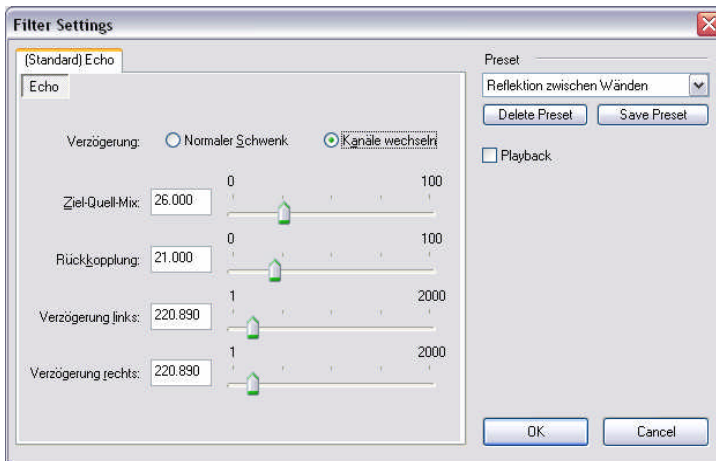 Filter Settings
(Standard) Echo
Echo
Verzögerung: Normaler Schwenk Kanäle wechseln
0 100
Ziel-Quell-Mix: 26.000
0 100
Rückkopplung: 21.000
1 2000
Verzögerung links: 220.890
1 2000
Verzögerung rechts: 220.890
Preset
Reflektion zwischen Wänden
Delete Preset Save Preset
Playback
OK Cancel